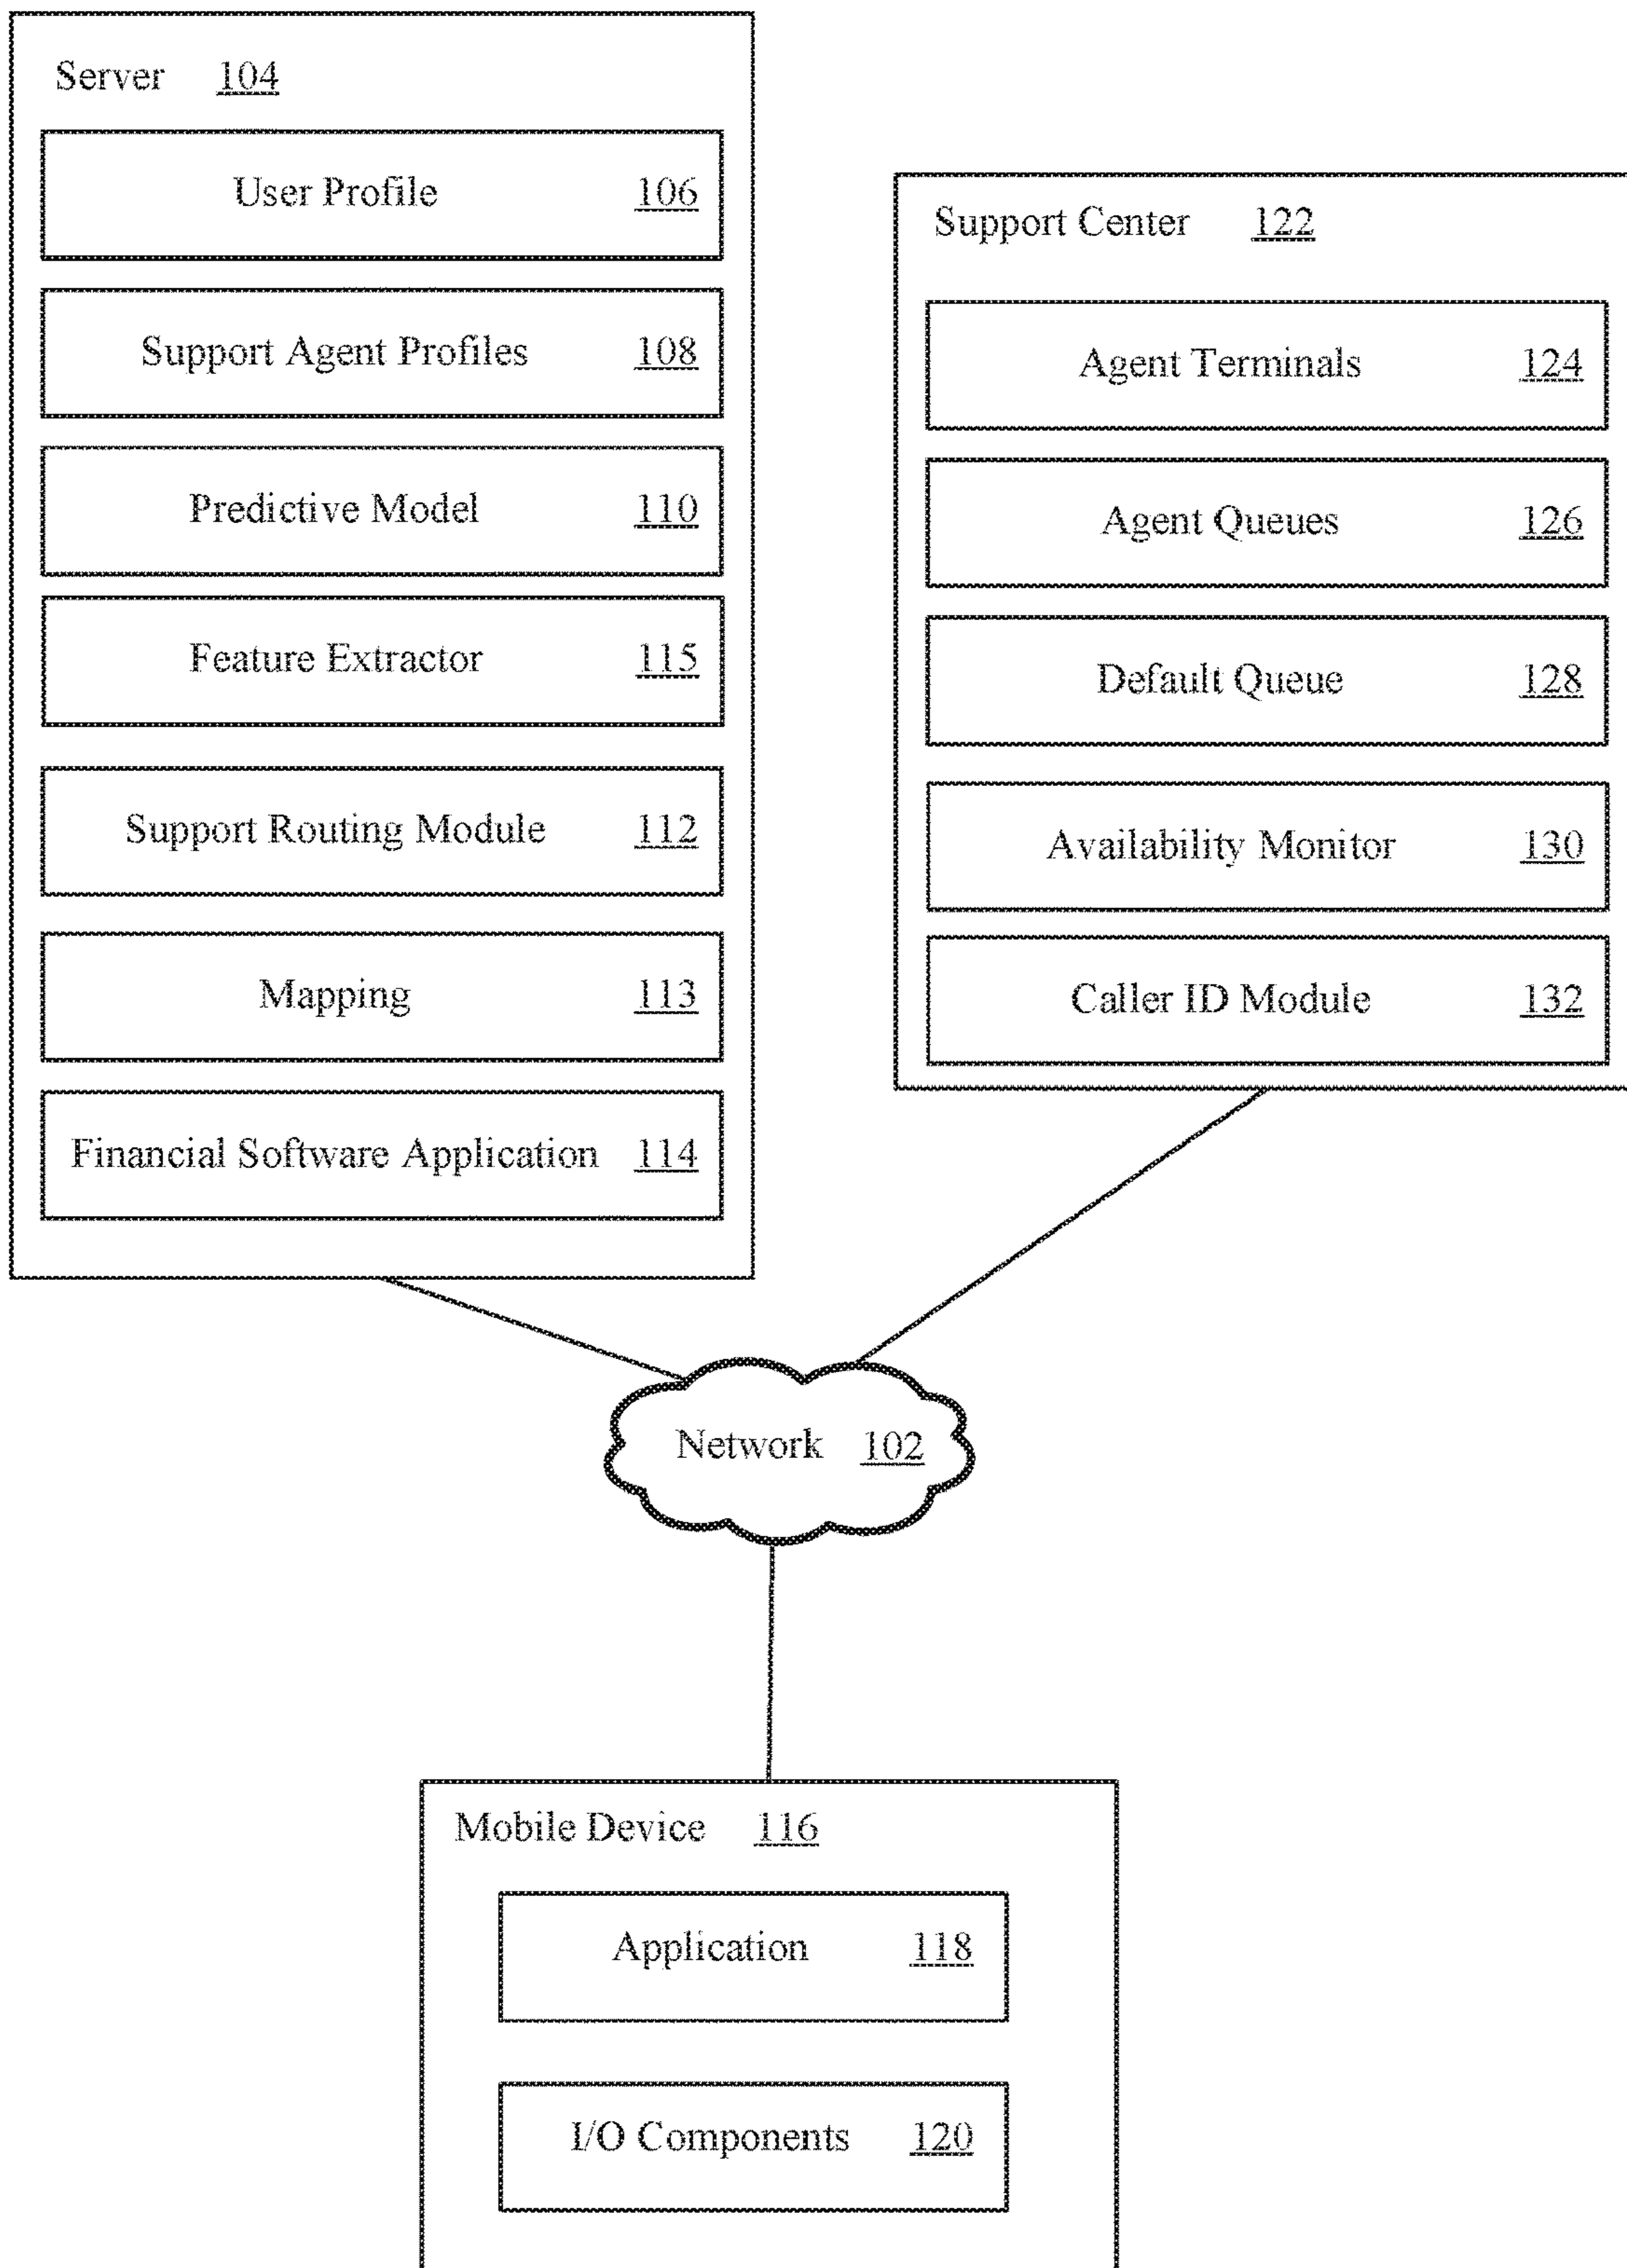 Server 104
User Profile 106
Support Agent Profiles 108
Predictive Model 110
Feature Extractor 115
Support Routing Module 112
Mapping 113
Financial Software Application 114
Support Center 122
Agent Terminals 124
Agent Queues 126
Default Queue 128
Availability Monitor 130
Caller ID Module 132
Network 102
Mobile Device 116
Application 118
I/O Components 120